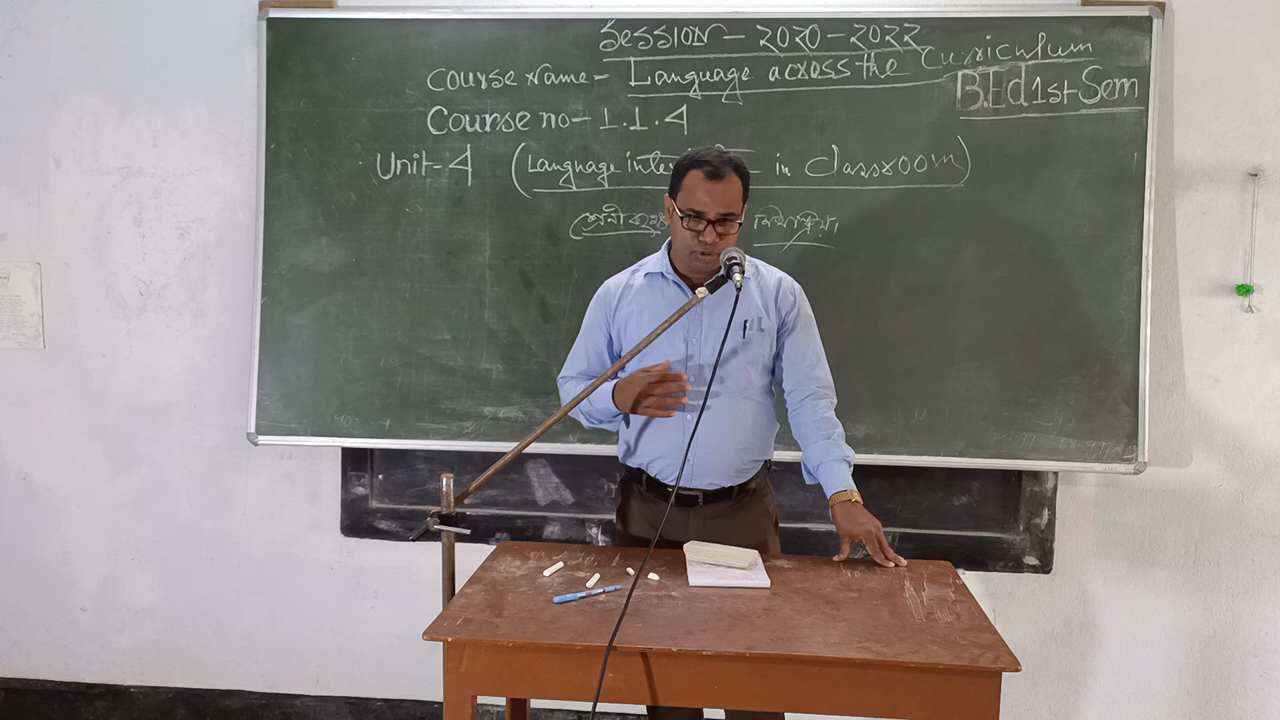 Session - 2020-2022
Course Name - Language across the Curriculum
B.Ed 1st Sem
Course no - 1.1.4
Unit-4 (Language in classroom)